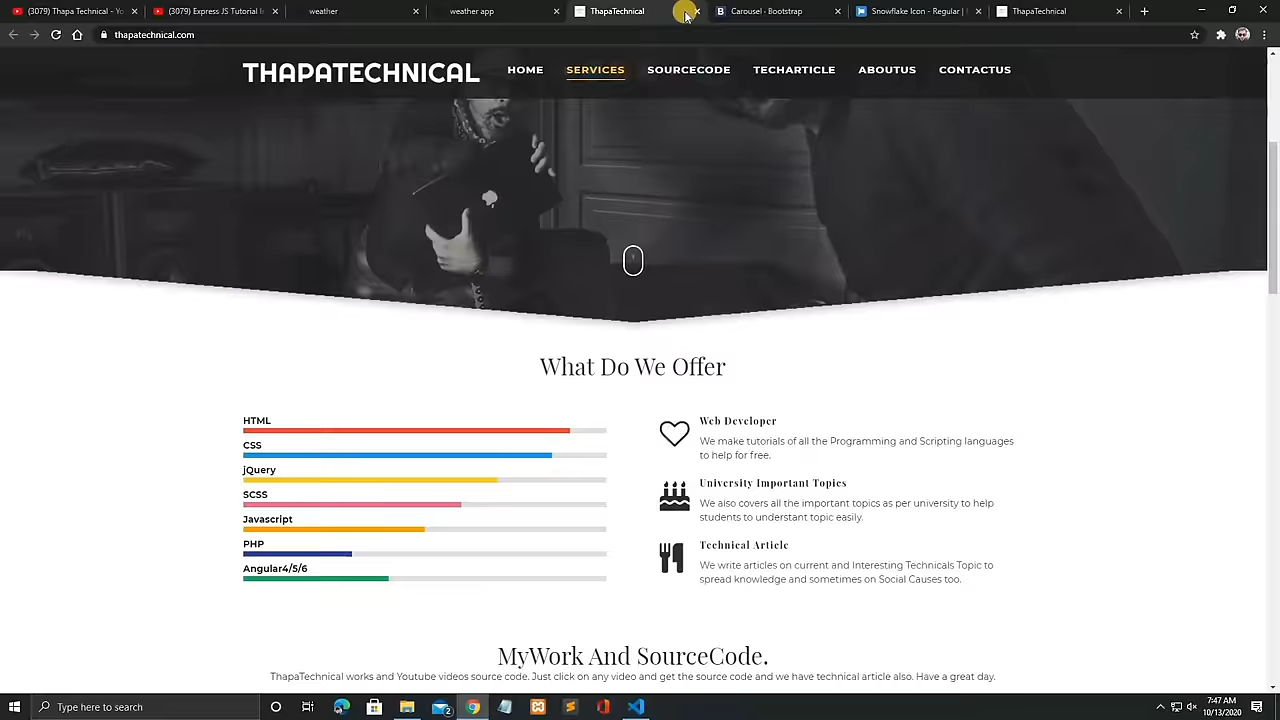 (3079) Thapa Technical - Yo
(3079) Express JS Tutorial i
weather
weather app
ThapaTechnical
Carousel · Bootstrap
Snowflake Icon - Regular |
ThapaTechnical
thapatechnical.com
THAPATECHNICAL
HOME
SERVICES
SOURCECODE
TECHARTICLE
ABOUTUS
CONTACTUS
What Do We Offer
HTML
CSS
jQuery
SCSS
Javascript
PHP
Angular4/5/6
Web Developer
We make tutorials of all the Programming and Scripting languages
to help for free.
University Important Topics
We also covers all the important topics as per university to help
students to understant topic easily.
Technical Article
We write articles on current and Interesting Technicals Topic to
spread knowledge and sometimes on Social Causes too.
MyWork And SourceCode.
ThapaTechnical works and Youtube videos source code. Just click on any video and get the source code and we have technical article also. Have a great day.
Type here to search
2
7:47 AM
10/13/2020